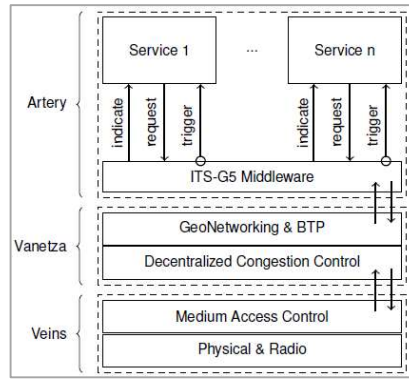 Service 1
...
Service n
Artery
indicate
request
trigger
indicate
request
trigger
ITS-G5 Middleware
Vanetza
GeoNetworking & BTP
Decentralized Congestion Control
Veins
Medium Access Control
Physical & Radio